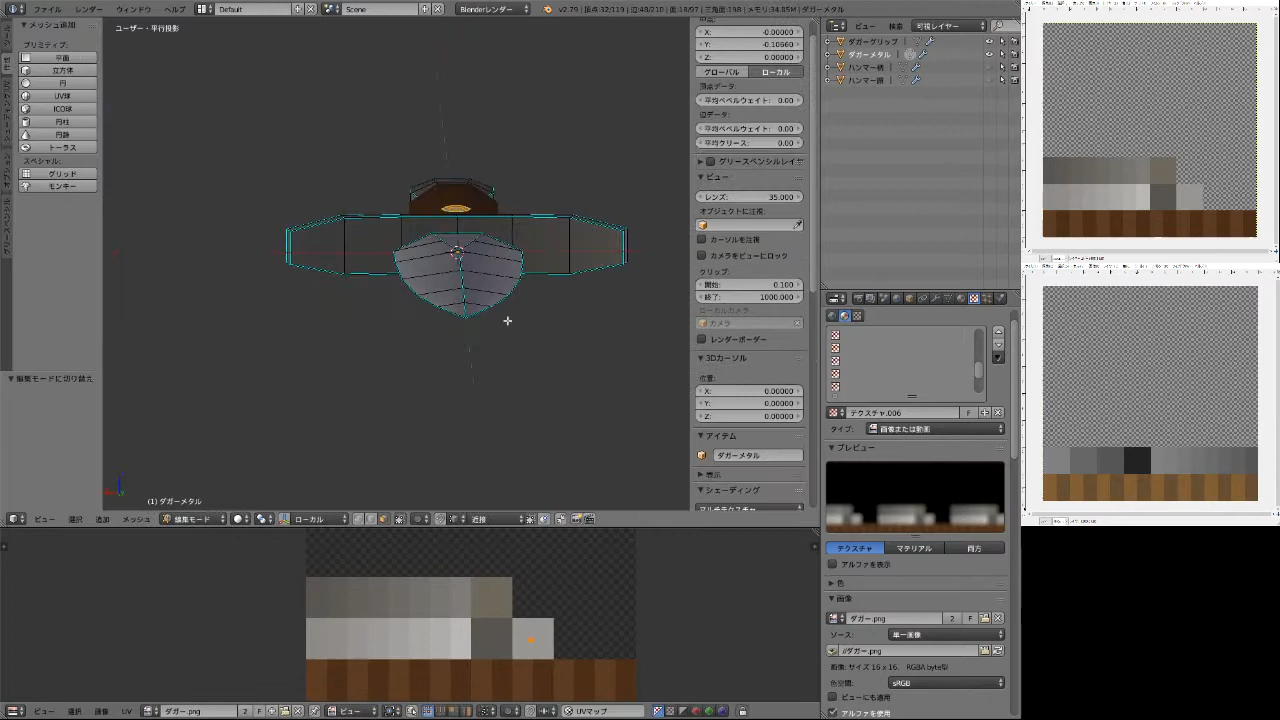 ファイル レンダー ウィンドウ ヘルプ Default Scene Blenderレンダー v2.79 | 頂点:32/119 | 辺:48/210 | 面:18/97 | 三角面:198 | メモリ:34.85M | ダガーメタル
メッシュ追加
プリミティブ:
平面
立方体
円
UV球
ICO球
円柱
円錐
トーラス
スペシャル:
グリッド
モンキー
編集モードに切り替え
ユーザー・平行投影
(1) ダガーメタル
X: -0.00000
Y: -0.10660
Z: 0.00000
グローバル ローカル
頂点データ:
平均ベベルウェイト: 0.00
辺データ:
平均ベベルウェイト: 0.00
平均クリース: 0.00
グリースペンシルレイヤ
ビュー
レンズ: 35.000
オブジェクトに注視:
カーソルを注視
カメラをビューにロック
クリップ:
開始: 0.100
終了: 1000.000
ローカルカメラ:
カメラ
レンダーボーダー
3Dカーソル
位置:
X: 0.00000
Y: 0.00000
Z: 0.00000
アイテム
ダガーメタル
表示
シェーディング
ビュー 選択 追加 メッシュ 編集モード ローカル 近接
ビュー 検索 可視レイヤー
ダガーグリップ
ダガーメタル
ハンマー柄
ハンマー頭
テクスチャ.006 F
タイプ: 画像または動画
プレビュー
テクスチャ マテリアル 両方
アルファを表示
色
画像
ダガー.png 2 F
ソース: 単一画像
//ダガー.png
画像: サイズ 16 x 16, RGBA byte型
色空間: sRGB
ビューにも適用
アルファを使用
ビュー 選択 画像 UV ダガー.png 2 F ビュー UVマップ